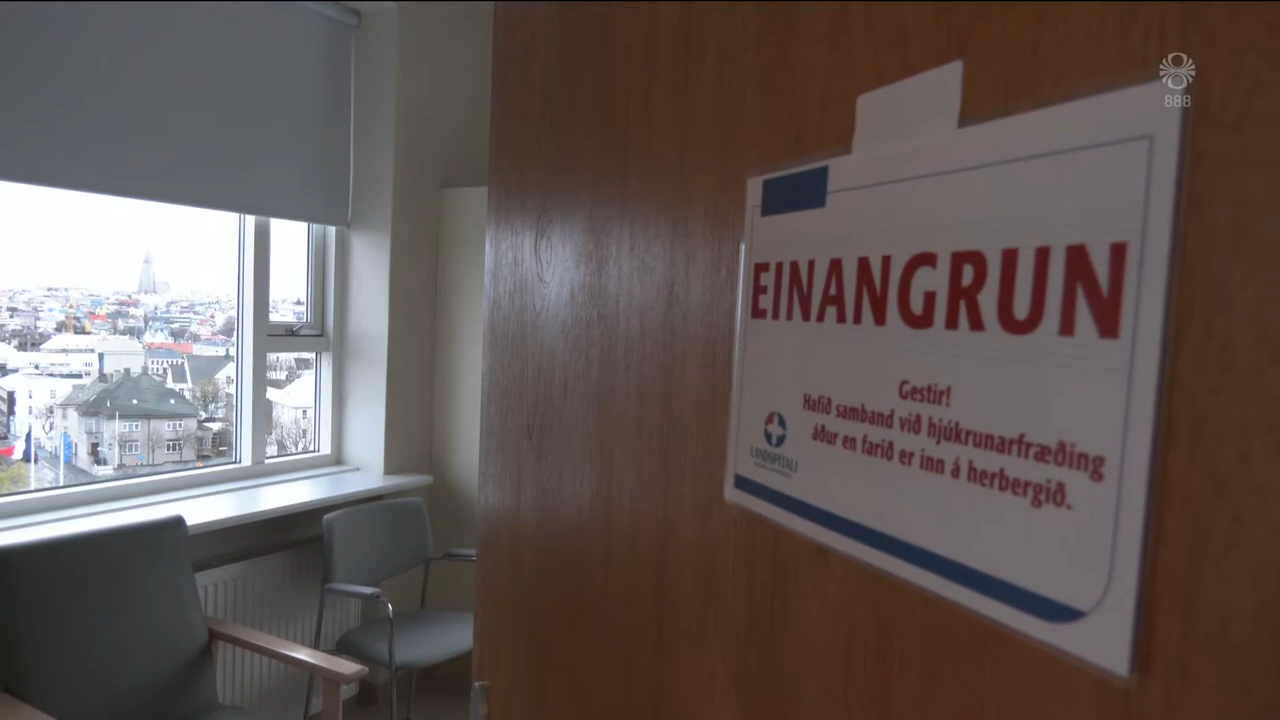 888
EINANGRUN
Gestir!
Hafið samband við hjúkrunarfræðing
áður en farið er inn á herbergið.
LANDSPÍTALI